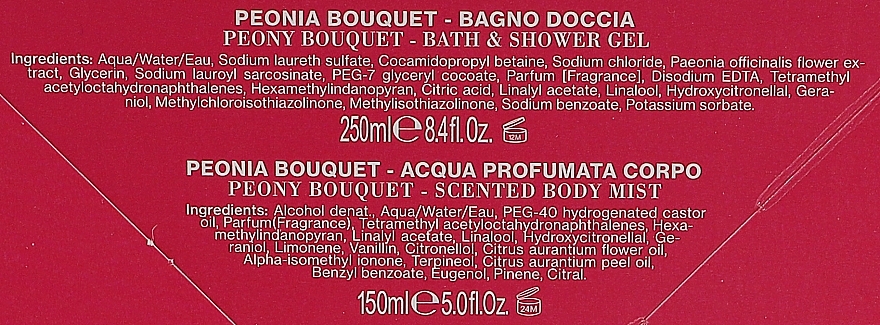 PEONIA BOUQUET - BAGNO DOCCIA
PEONY BOUQUET - BATH & SHOWER GEL
Ingredients: Aqua/Water/Eau, Sodium laureth sulfate, Cocamidopropyl betaine, Sodium chloride, Paeonia officinalis flower ex-
tract, Glycerin, Sodium lauroyl sarcosinate, PEG-7 glyceryl cocoate, Parfum [Fragrance], Disodium EDTA, Tetramethyl
acetyloctahydronaphthalenes, Hexamethylindanopyran, Citric acid, Linalyl acetate, Linalool, Hydroxycitronellal, Gera-
niol, Methylchloroisothiazolinone, Methylisothiazolinone, Sodium benzoate, Potassium sorbate.
250ml℮8.4fl.Oz. 12M
PEONIA BOUQUET - ACQUA PROFUMATA CORPO
PEONY BOUQUET - SCENTED BODY MIST
Ingredients: Alcohol denat., Aqua/Water/Eau, PEG-40 hydrogenated castor
oil, Parfum(Fragrance), Tetramethyl acetyloctahydronaphthalenes, Hexa-
methylindanopyran, Linalyl acetate, Linalool, Hydroxycitronellal, Ge-
raniol, Limonene, Vanillin, Citronellol, Citrus aurantium flower oil,
Alpha-isomethyl ionone, Terpineol, Citrus aurantium peel oil,
Benzyl benzoate, Eugenol, Pinene, Citral.
150ml℮5.0fl.Oz. 24M